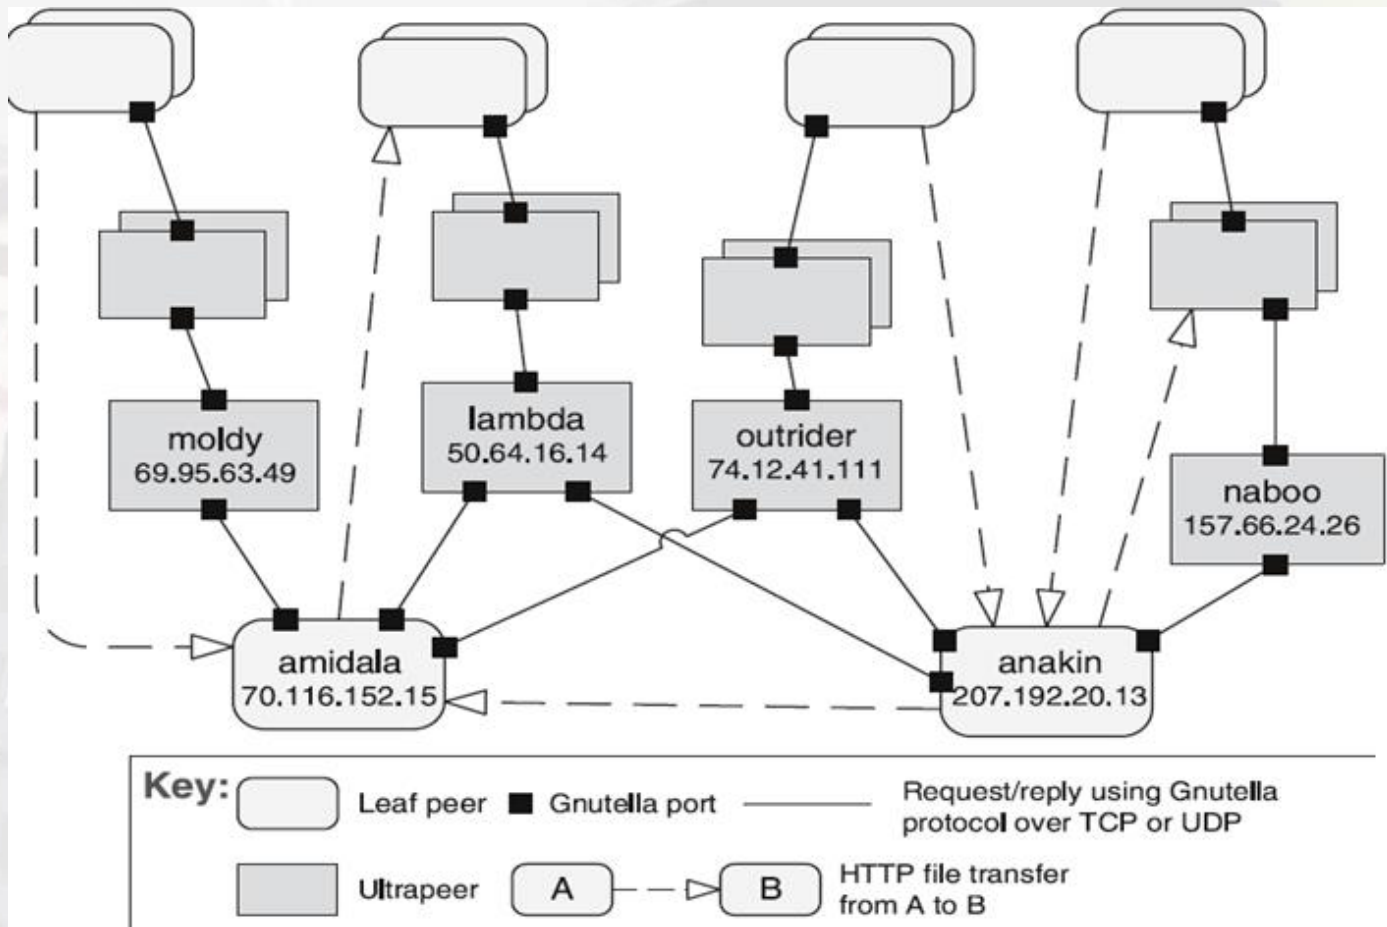 moldy
69.95.63.49
lambda
50.64.16.14
outrider
74.12.41.111
naboo
157.66.24.26
amidala
70.116.152.15
anakin
207.192.20.13
Key:
Leaf peer
Gnutella port
Request/reply using Gnutella
protocol over TCP or UDP
Ultrapeer
A
B
HTTP file transfer
from A to B